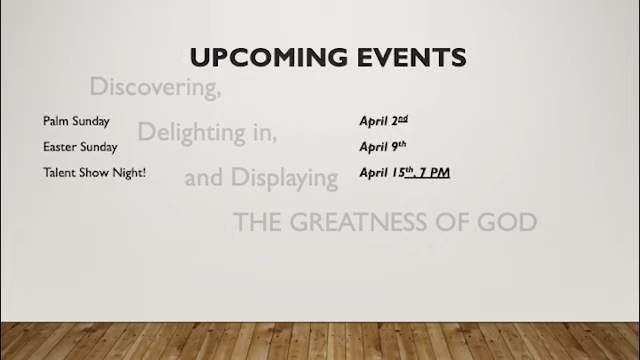 UPCOMING EVENTS
Discovering,
Palm Sunday April 2nd
Delighting in,
Easter Sunday April 9th
Talent Show Night! April 15th, 7 PM
and Displaying
THE GREATNESS OF GOD